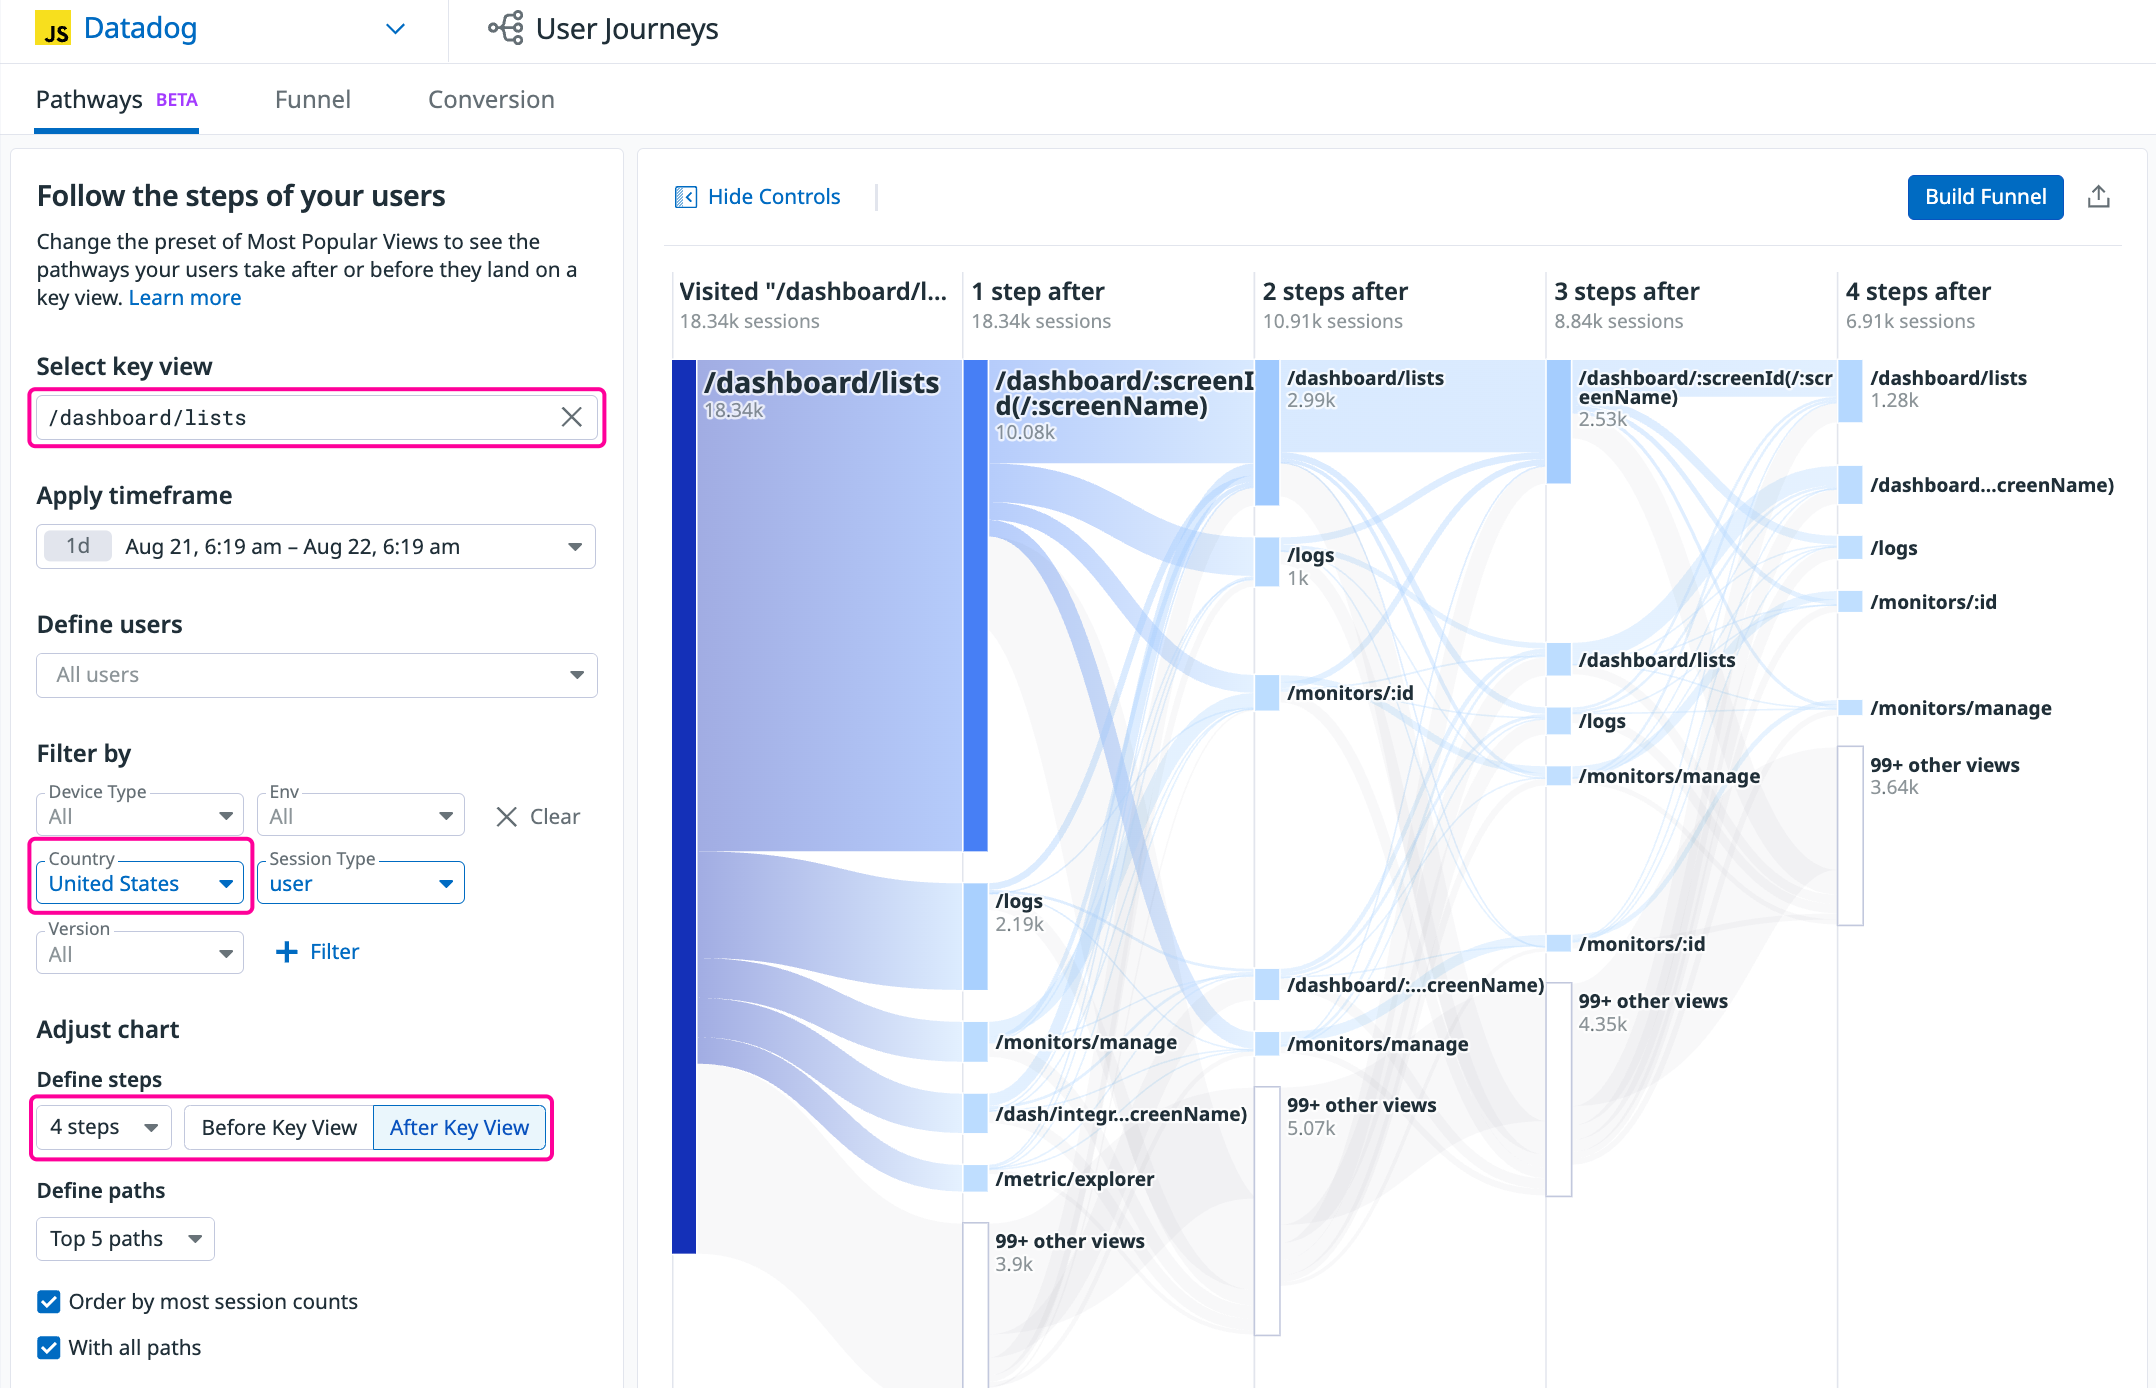 JS Datadog
User Journeys
Pathways BETA
Funnel
Conversion
Follow the steps of your users
Change the preset of Most Popular Views to see the
pathways your users take after or before they land on a
key view. Learn more
Select key view
/dashboard/lists
Apply timeframe
1d Aug 21, 6:19 am – Aug 22, 6:19 am
Define users
All users
Filter by
Device Type
All
Env
All
Clear
Country
United States
Session Type
user
Version
All
Filter
Adjust chart
Define steps
4 steps
Before Key View
After Key View
Define paths
Top 5 paths
Order by most session counts
With all paths
Hide Controls
Build Funnel
Visited "/dashboard/l...
18.34k sessions
1 step after
18.34k sessions
2 steps after
10.91k sessions
3 steps after
8.84k sessions
4 steps after
6.91k sessions
/dashboard/lists
18.34k
/dashboard/:screenI
d(/:screenName)
10.08k
/logs
2.19k
/monitors/manage
/dash/integr...creenName)
/metric/explorer
99+ other views
3.9k
/dashboard/lists
2.99k
/logs
1k
/monitors/:id
/dashboard/:...creenName)
/monitors/manage
99+ other views
5.07k
/dashboard/:screenId(/:scr
eenName)
2.53k
/dashboard/lists
/logs
/monitors/manage
/monitors/:id
99+ other views
4.35k
/dashboard/lists
1.28k
/dashboard...creenName)
/logs
/monitors/:id
/monitors/manage
99+ other views
3.64k